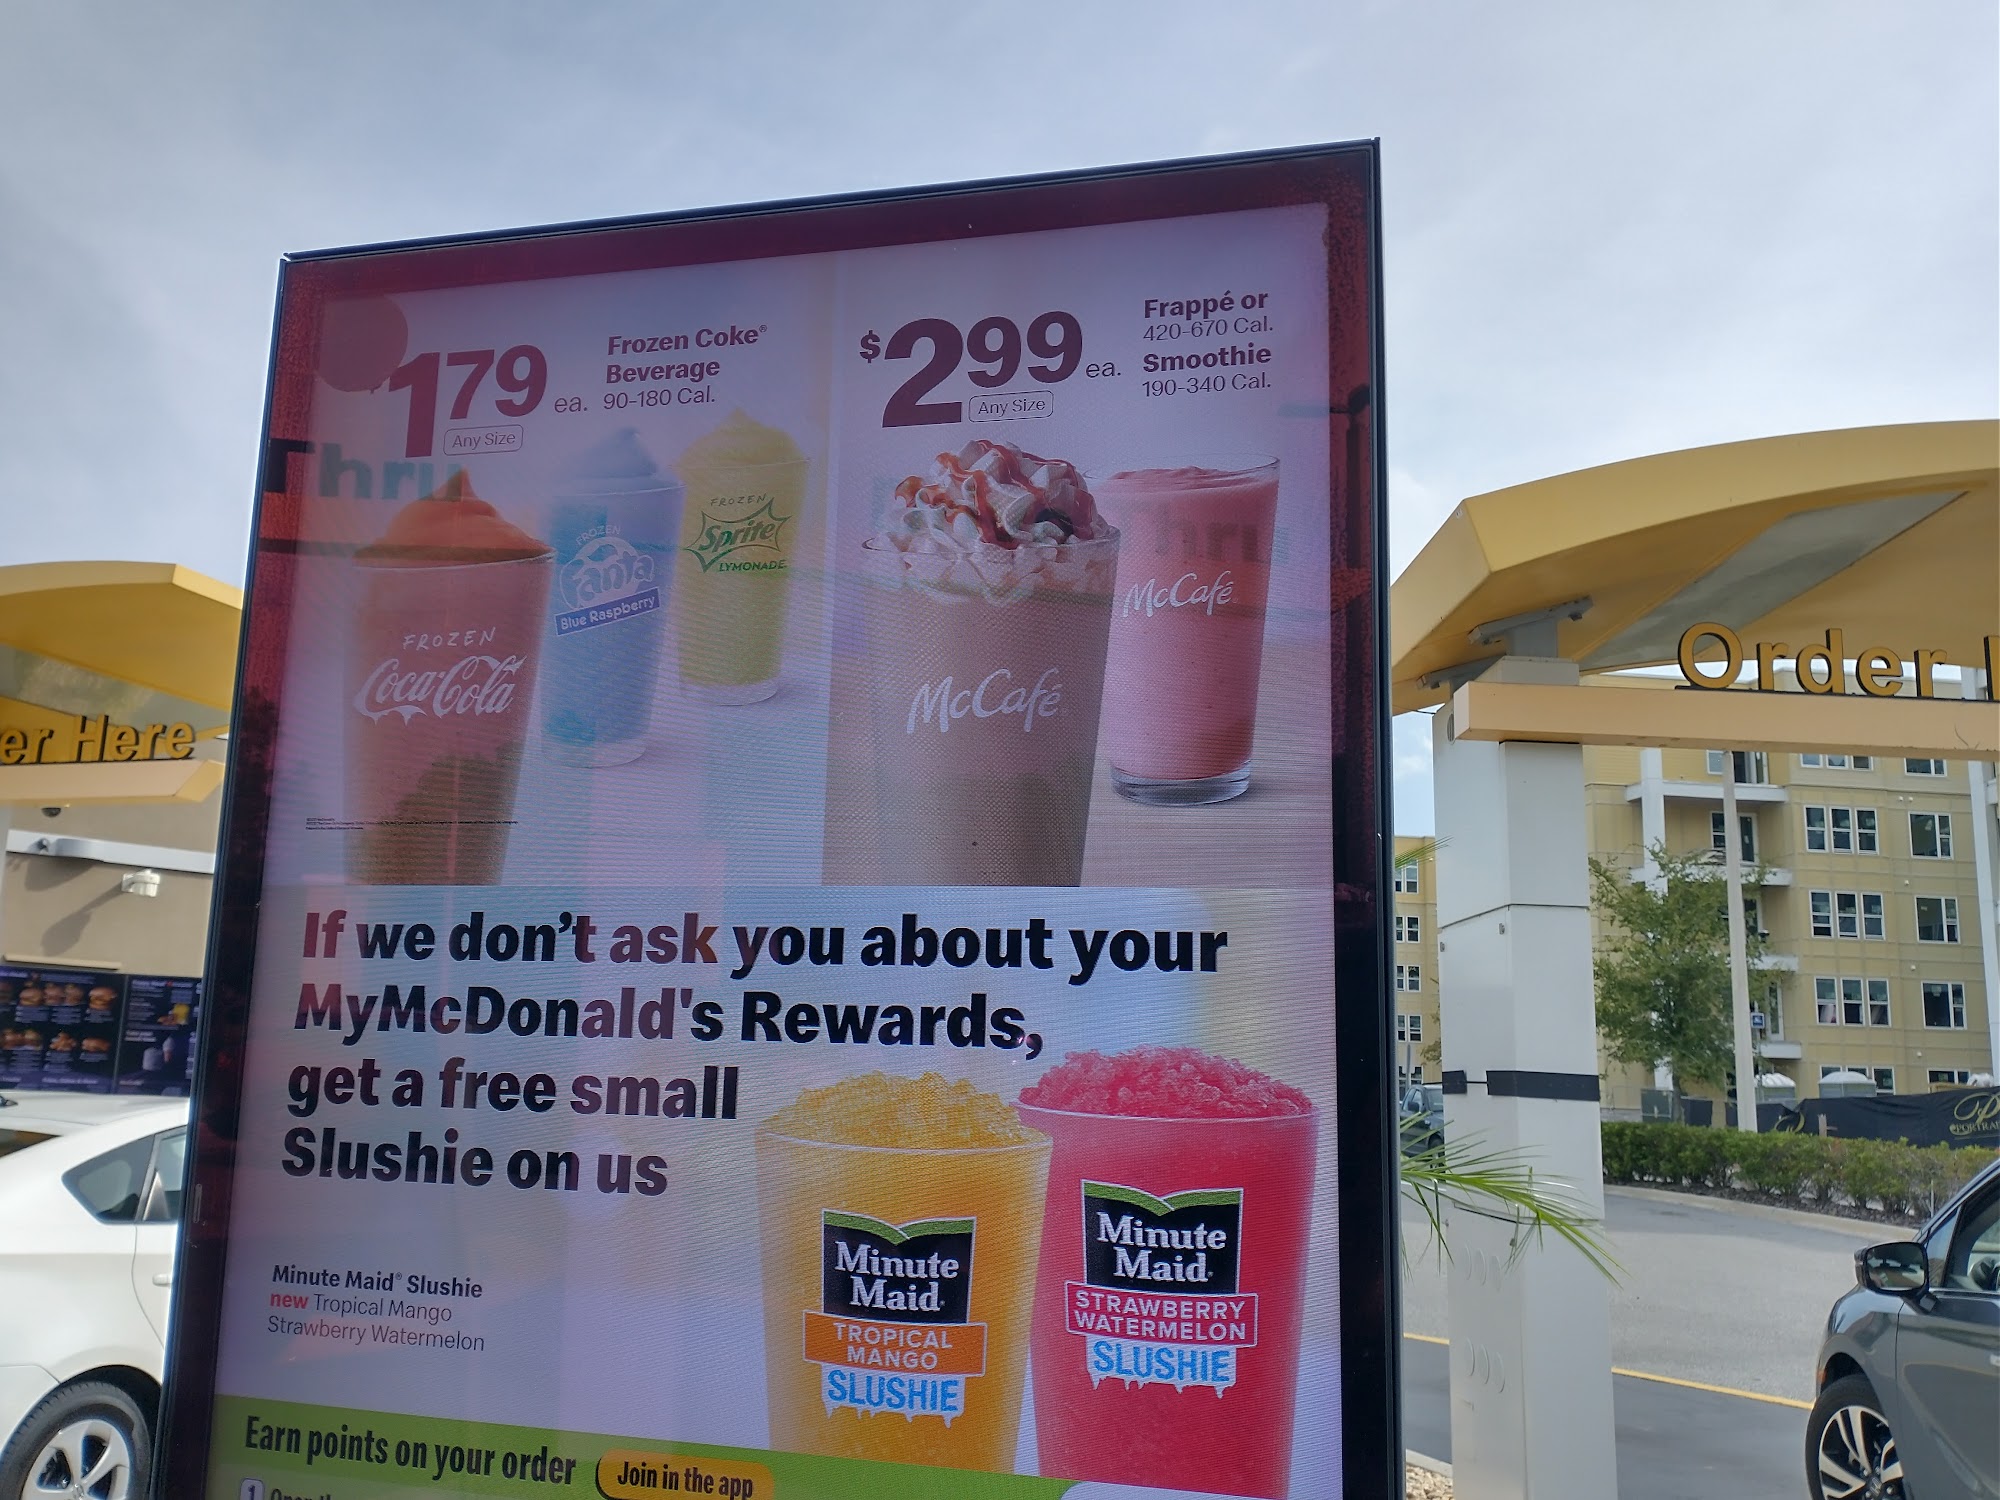 $179 ea.
Any Size
Frozen Coke®
Beverage
90-180 Cal.
$299 ea.
Any Size
Frappé or
420-670 Cal.
Smoothie
190-340 Cal.
Thru
Thru
FROZEN
Coca-Cola
FROZEN
Fanta
Blue Raspberry
FROZEN
Sprite
LYMONADE
McCafé
McCafé
If we don't ask you about your
MyMcDonald's Rewards,
get a free small
Slushie on us
Minute Maid® Slushie
new Tropical Mango
Strawberry Watermelon
Minute
Maid
TROPICAL
MANGO
SLUSHIE
Minute
Maid
STRAWBERRY
WATERMELON
SLUSHIE
Earn points on your order
Join in the app
1
er Here
Order